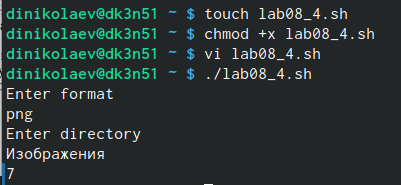 dinikolaev@dk3n51 ~ $ touch lab08_4.sh
dinikolaev@dk3n51 ~ $ chmod +x lab08_4.sh
dinikolaev@dk3n51 ~ $ vi lab08_4.sh
dinikolaev@dk3n51 ~ $ ./lab08_4.sh
Enter format
png
Enter directory
Изображения
7